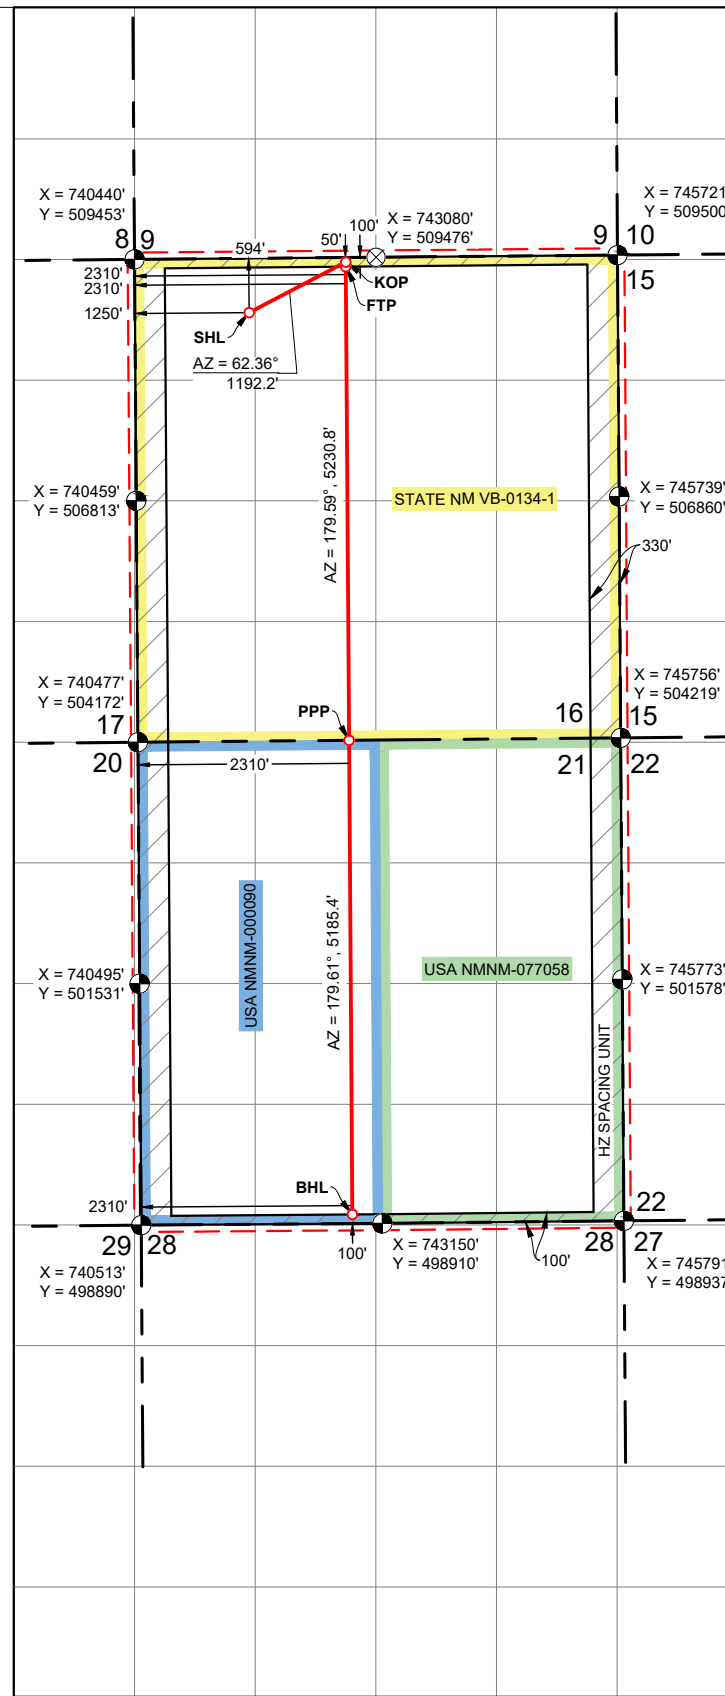 X = 740440'
Y = 509453'
X = 743080'
Y = 509476'
X = 745721
Y = 509500
8
9
594'
50'
100'
9
10
15
2310'
2310'
1250'
KOP
FTP
SHL
AZ = 62.36°
1192.2'
AZ = 179.59°, 5230.8'
X = 740459'
Y = 506813'
STATE NM VB-0134-1
X = 745739'
Y = 506860'
330'
X = 740477'
Y = 504172'
X = 745756'
Y = 504219'
17
PPP
16
15
20
2310'
21
22
USA NMNM-000090
AZ = 179.61°, 5185.4'
USA NMNM-077058
X = 740495'
Y = 501531'
X = 745773'
Y = 501578'
HZ SPACING UNIT
BHL
2310'
22
29
28
100'
X = 743150'
Y = 498910'
100'
28
27
X = 740513'
Y = 498890'
X = 745791
Y = 498937